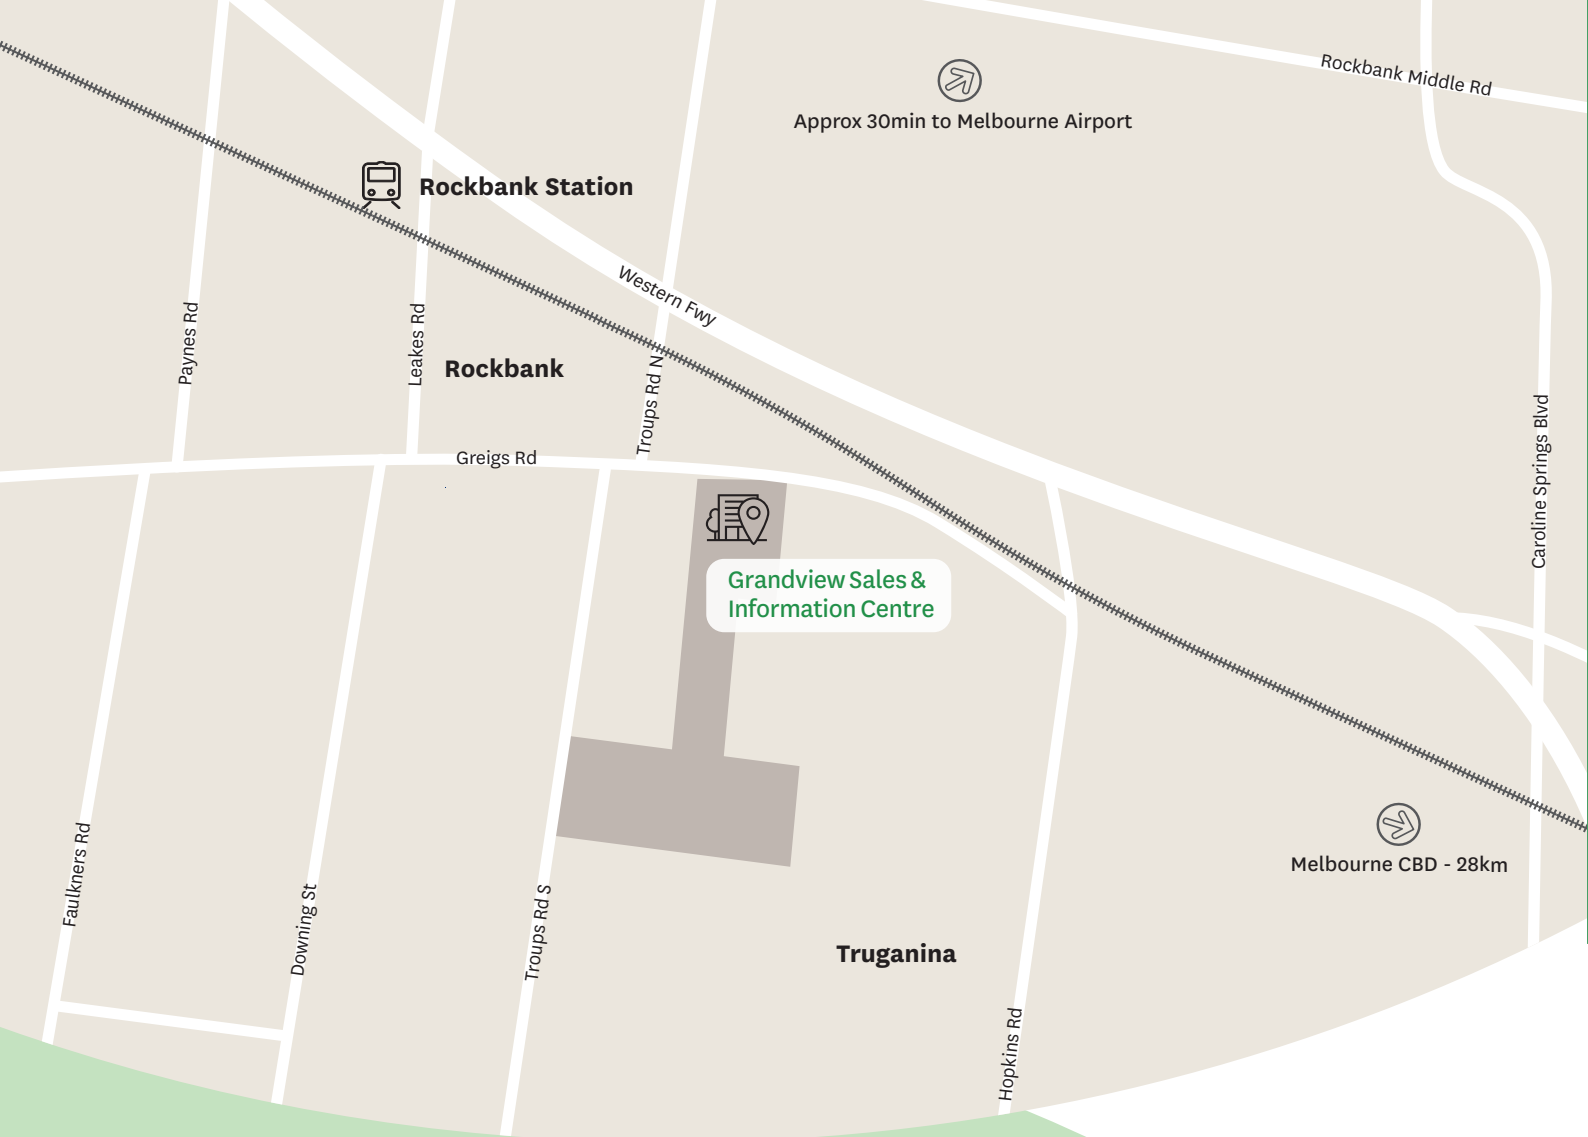 Rockbank Middle Rd
Approx 30min to Melbourne Airport
Rockbank Station
Western Fwy
Paynes Rd
Leakes Rd
Rockbank
Troups Rd N
Greigs Rd
Caroline Springs Blvd
Grandview Sales &
Information Centre
Melbourne CBD - 28km
Faulkners Rd
Downing St
Troups Rd S
Truganina
Hopkins Rd